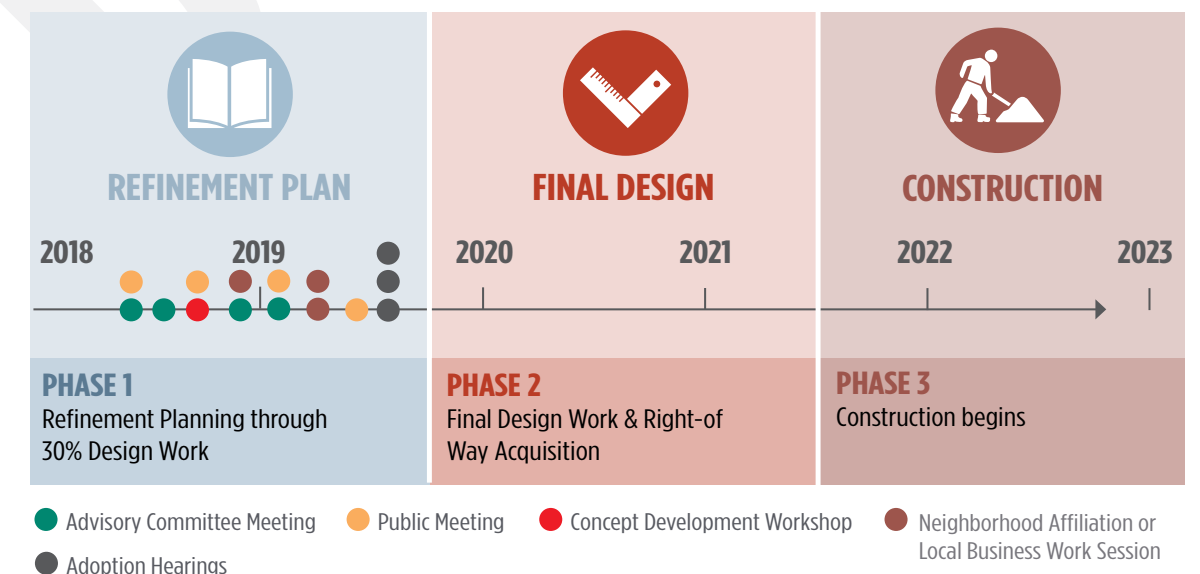 REFINEMENT PLAN
FINAL DESIGN
CONSTRUCTION
2018
2019
2020
2021
2022
2023
PHASE 1
Refinement Planning through
30% Design Work
PHASE 2
Final Design Work & Right-of
Way Acquisition
PHASE 3
Construction begins
Advisory Committee Meeting
Public Meeting
Concept Development Workshop
Neighborhood Affiliation or
Local Business Work Session
Adoption Hearings